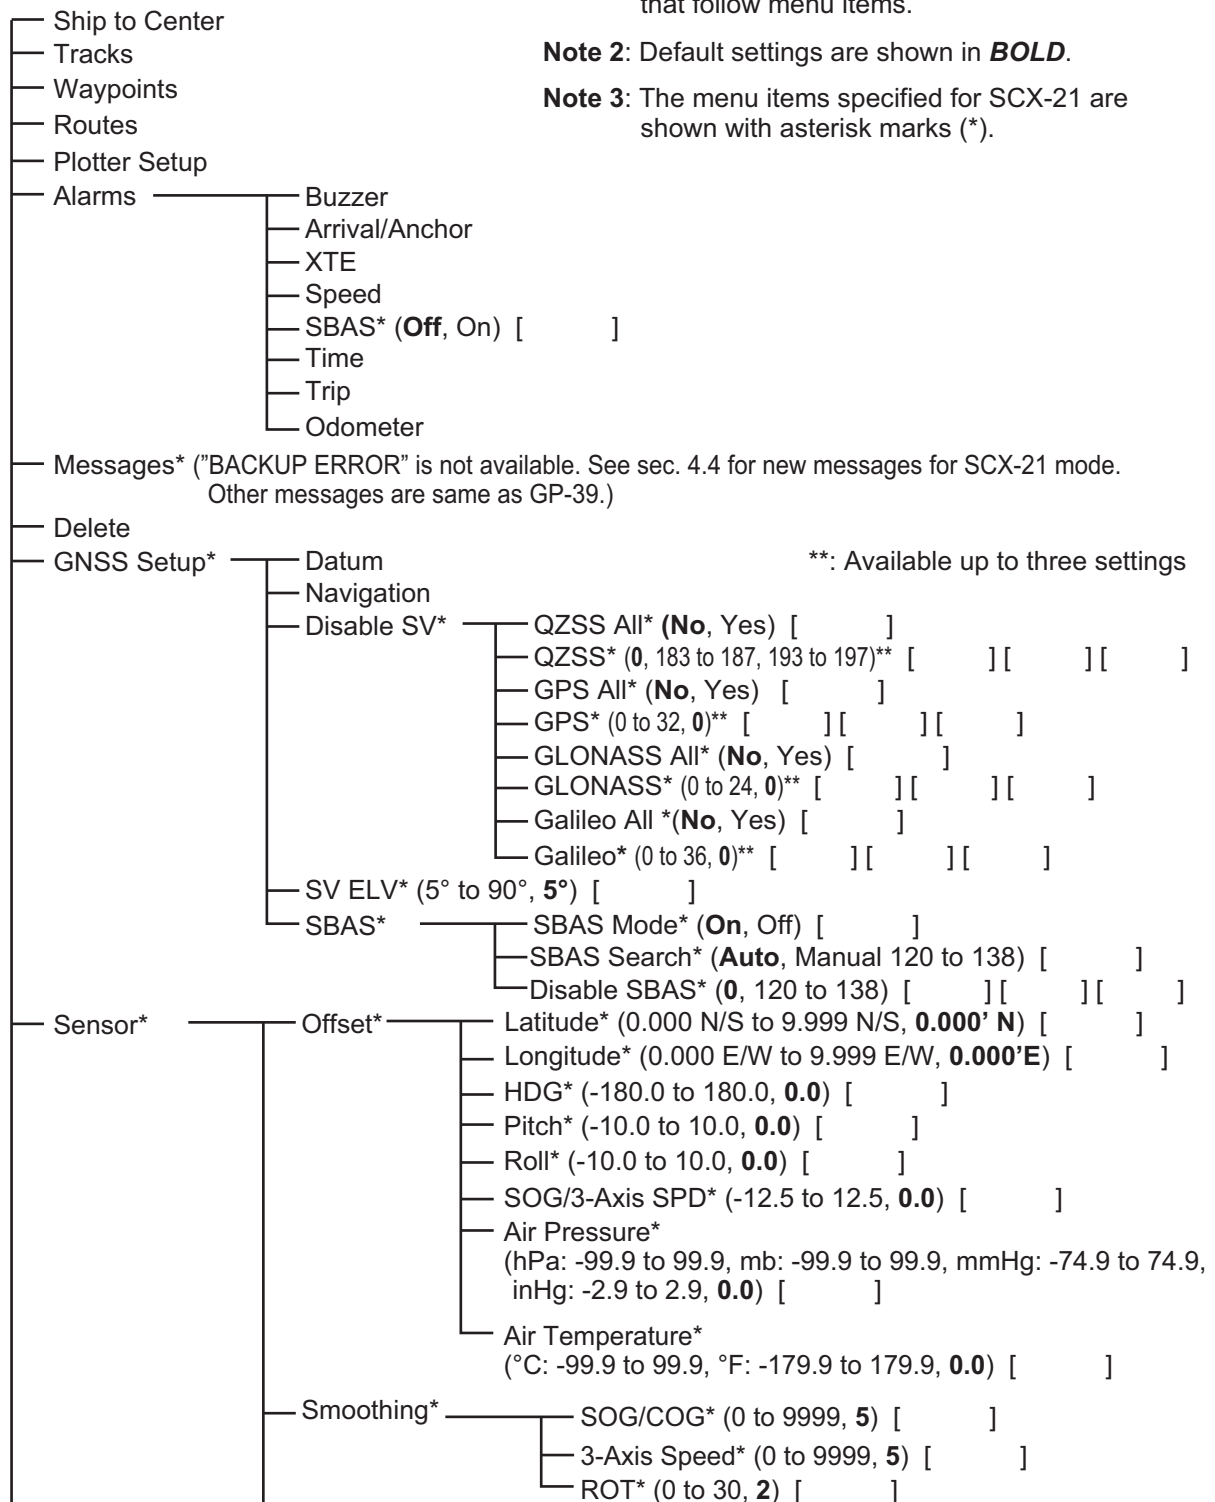 that follow menu items.
Ship to Center
Tracks
Note 2: Default settings are shown in BOLD.
Waypoints
Note 3: The menu items specified for SCX-21 are
shown with asterisk marks (*).
Routes
Plotter Setup
Alarms
Buzzer
Arrival/Anchor
XTE
Speed
SBAS* (Off, On) [ ]
Time
Trip
Odometer
Messages* ("BACKUP ERROR" is not available. See sec. 4.4 for new messages for SCX-21 mode.
Other messages are same as GP-39.)
Delete
GNSS Setup*
Datum
**: Available up to three settings
Navigation
Disable SV*
QZSS All* (No, Yes) [ ]
QZSS* (0, 183 to 187, 193 to 197)** [ ] [ ] [ ]
GPS All* (No, Yes) [ ]
GPS* (0 to 32, 0)** [ ] [ ] [ ]
GLONASS All* (No, Yes) [ ]
GLONASS* (0 to 24, 0)** [ ] [ ] [ ]
Galileo All *(No, Yes) [ ]
Galileo* (0 to 36, 0)** [ ] [ ] [ ]
SV ELV* (5° to 90°, 5°) [ ]
SBAS*
SBAS Mode* (On, Off) [ ]
SBAS Search* (Auto, Manual 120 to 138) [ ]
Disable SBAS* (0, 120 to 138) [ ] [ ] [ ]
Sensor*
Offset*
Latitude* (0.000 N/S to 9.999 N/S, 0.000' N) [ ]
Longitude* (0.000 E/W to 9.999 E/W, 0.000'E) [ ]
HDG* (-180.0 to 180.0, 0.0) [ ]
Pitch* (-10.0 to 10.0, 0.0) [ ]
Roll* (-10.0 to 10.0, 0.0) [ ]
SOG/3-Axis SPD* (-12.5 to 12.5, 0.0) [ ]
Air Pressure*
(hPa: -99.9 to 99.9, mb: -99.9 to 99.9, mmHg: -74.9 to 74.9,
inHg: -2.9 to 2.9, 0.0) [ ]
Air Temperature*
(°C: -99.9 to 99.9, °F: -179.9 to 179.9, 0.0) [ ]
Smoothing*
SOG/COG* (0 to 9999, 5) [ ]
3-Axis Speed* (0 to 9999, 5) [ ]
ROT* (0 to 30, 2) [ ]